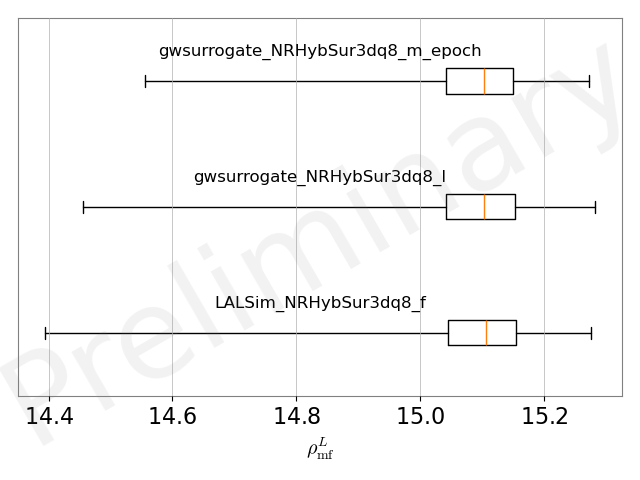 gwsurrogate_NRHybSur3dq8_m_epoch
gwsurrogate_NRHybSur3dq8_l
LALSim_NRHybSur3dq8_f
Preliminary
14.4 14.6 14.8 15.0 15.2
ρ^L_mf